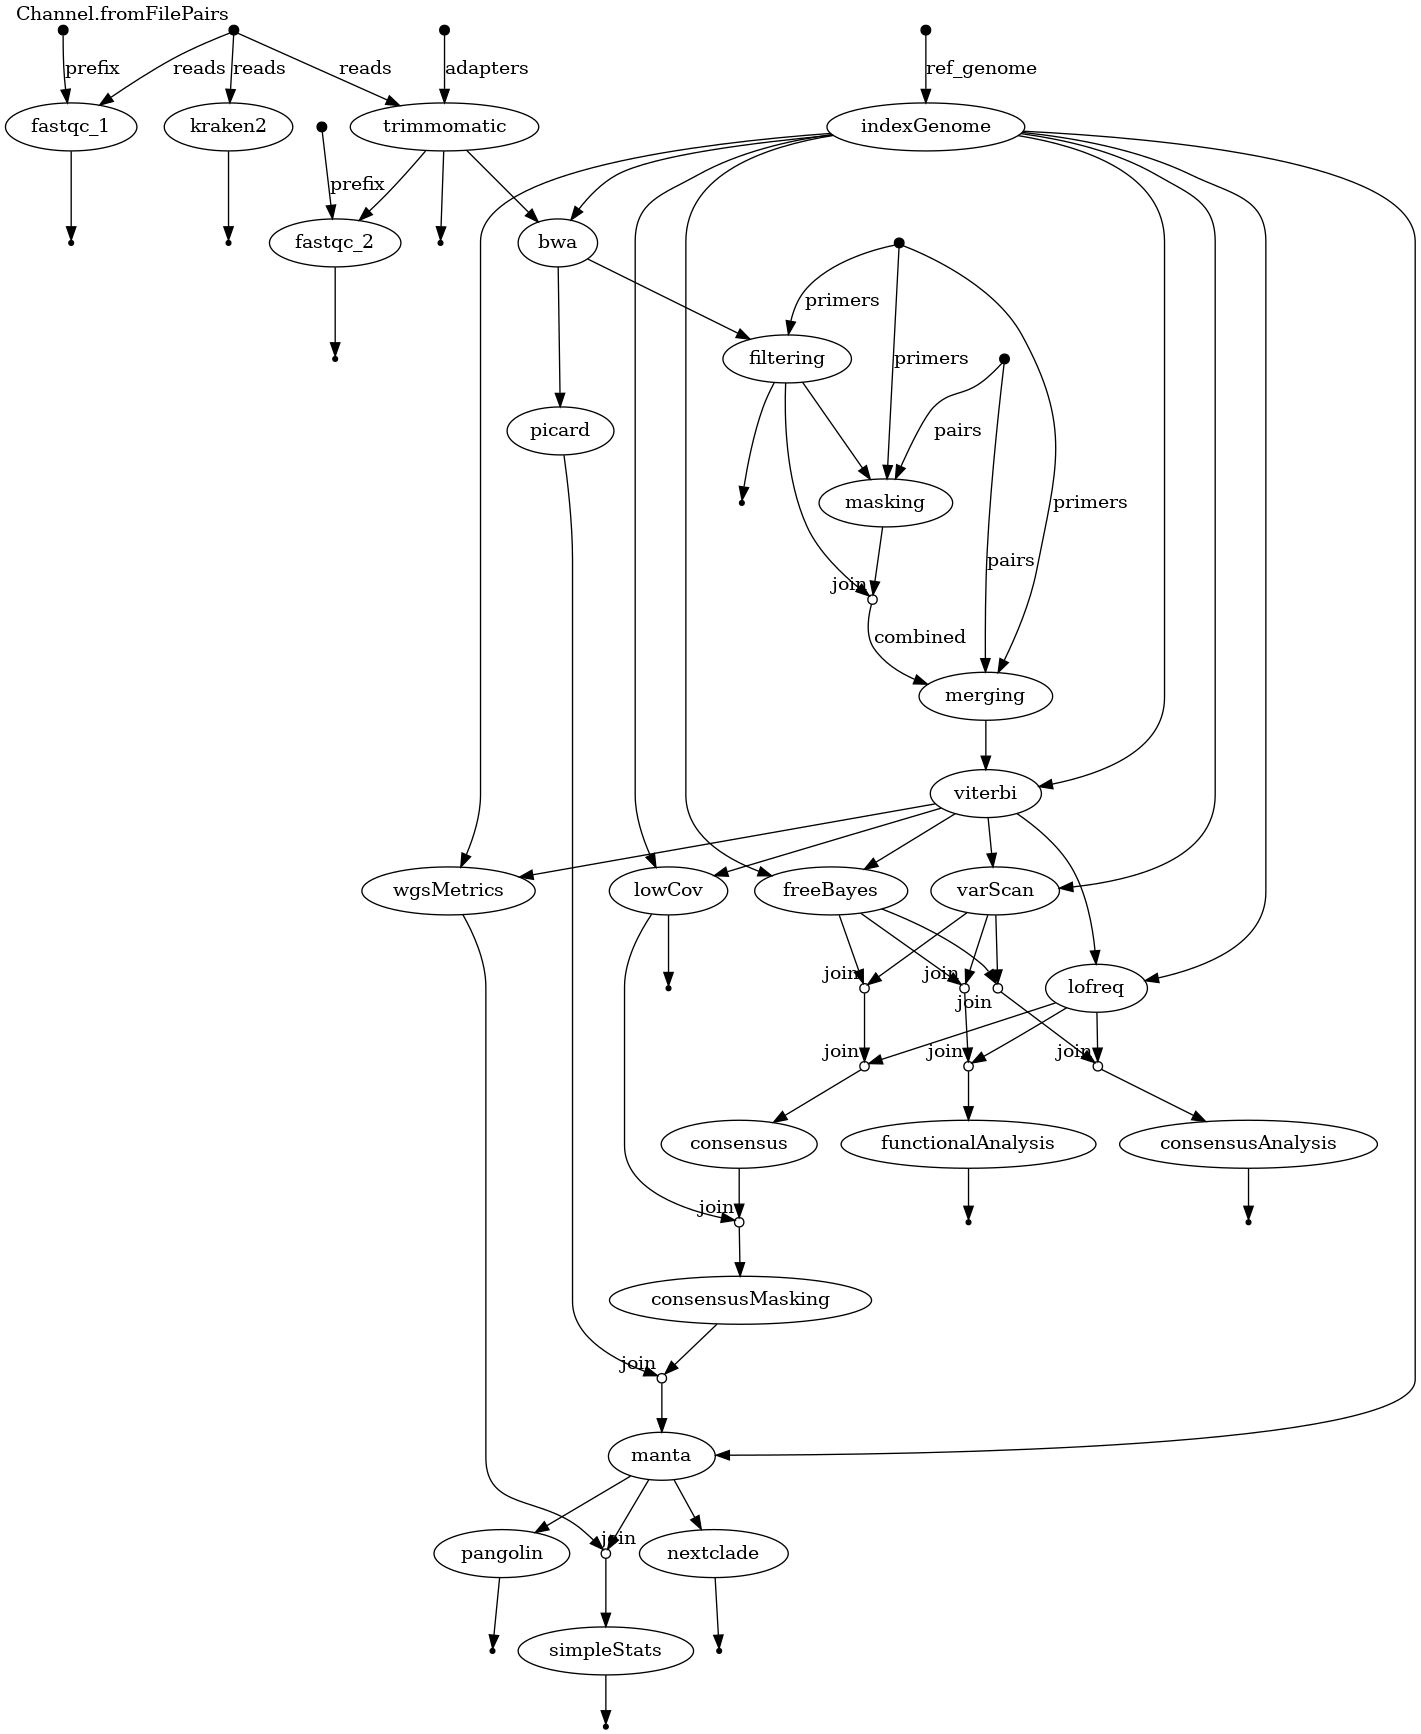 Channel.fromFilePairs
prefix
reads
reads
reads
adapters
ref_genome
fastqc_1
kraken2
trimmomatic
indexGenome
prefix
fastqc_2
bwa
primers
filtering
primers
picard
pairs
masking
primers
pairs
join
combined
merging
viterbi
wgsMetrics
lowCov
freeBayes
varScan
join
join
lofreq
join
join
join
join
consensus
functionalAnalysis
consensusAnalysis
join
consensusMasking
join
manta
join
pangolin
nextclade
simpleStats